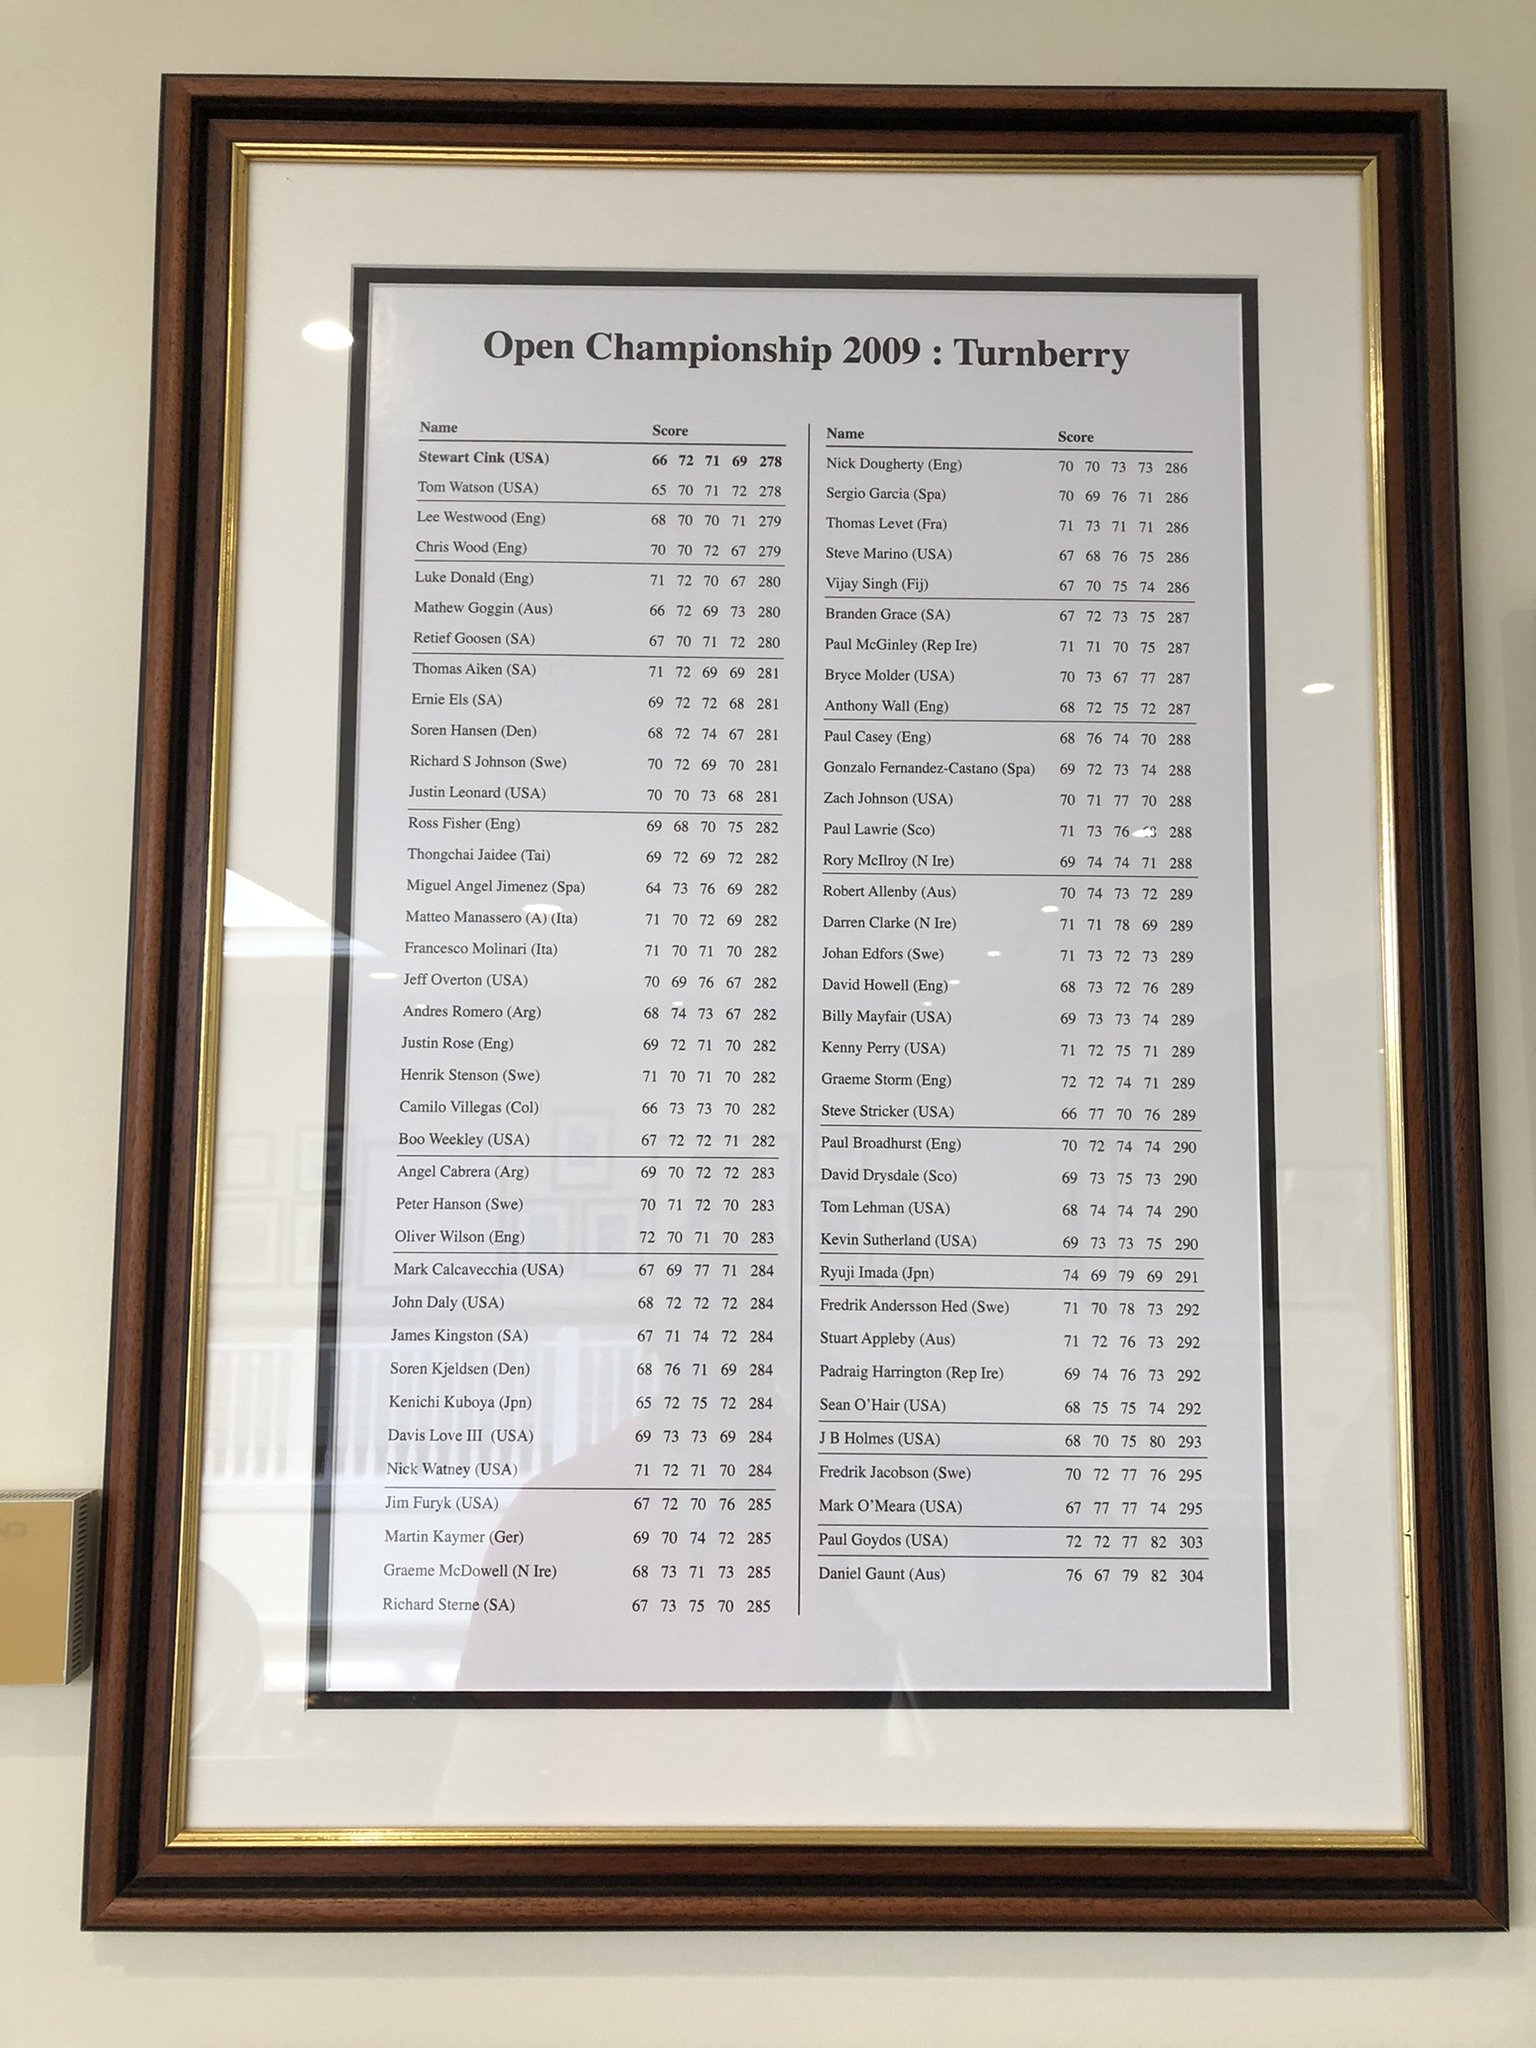 Open Championship 2009 : Turnberry
Name Score
Stewart Cink (USA) 66 72 71 69 278
Tom Watson (USA) 65 70 71 72 278
Lee Westwood (Eng) 68 70 70 71 279
Chris Wood (Eng) 70 70 72 67 279
Luke Donald (Eng) 71 72 70 67 280
Mathew Goggin (Aus) 66 72 69 73 280
Retief Goosen (SA) 67 70 71 72 280
Thomas Aiken (SA) 71 72 69 69 281
Ernie Els (SA) 69 72 72 68 281
Soren Hansen (Den) 68 72 74 67 281
Richard S Johnson (Swe) 70 72 69 70 281
Justin Leonard (USA) 70 70 73 68 281
Ross Fisher (Eng) 69 68 70 75 282
Thongchai Jaidee (Tai) 69 72 69 72 282
Miguel Angel Jimenez (Spa) 64 73 76 69 282
Matteo Manassero (A) (Ita) 71 70 72 69 282
Francesco Molinari (Ita) 71 70 71 70 282
Jeff Overton (USA) 70 69 76 67 282
Andres Romero (Arg) 68 74 73 67 282
Justin Rose (Eng) 69 72 71 70 282
Henrik Stenson (Swe) 71 70 71 70 282
Camilo Villegas (Col) 66 73 73 70 282
Boo Weekley (USA) 67 72 72 71 282
Angel Cabrera (Arg) 69 70 72 72 283
Peter Hanson (Swe) 70 71 72 70 283
Oliver Wilson (Eng) 72 70 71 70 283
Mark Calcavecchia (USA) 67 69 77 71 284
John Daly (USA) 68 72 72 72 284
James Kingston (SA) 67 71 74 72 284
Soren Kjeldsen (Den) 68 76 71 69 284
Kenichi Kuboya (Jpn) 65 72 75 72 284
Davis Love III (USA) 69 73 73 69 284
Nick Watney (USA) 71 72 71 70 284
Jim Furyk (USA) 67 72 70 76 285
Martin Kaymer (Ger) 69 70 74 72 285
Graeme McDowell (N Ire) 68 73 71 73 285
Richard Sterne (SA) 67 73 75 70 285
Name Score
Nick Dougherty (Eng) 70 70 73 73 286
Sergio Garcia (Spa) 70 69 76 71 286
Thomas Levet (Fra) 71 73 71 71 286
Steve Marino (USA) 67 68 76 75 286
Vijay Singh (Fij) 67 70 75 74 286
Branden Grace (SA) 67 72 73 75 287
Paul McGinley (Rep Ire) 71 71 70 75 287
Bryce Molder (USA) 70 73 67 77 287
Anthony Wall (Eng) 68 72 75 72 287
Paul Casey (Eng) 68 76 74 70 288
Gonzalo Fernandez-Castano (Spa) 69 72 73 74 288
Zach Johnson (USA) 70 71 77 70 288
Paul Lawrie (Sco) 71 73 76 288
Rory McIlroy (N Ire) 69 74 74 71 288
Robert Allenby (Aus) 70 74 73 72 289
Darren Clarke (N Ire) 71 71 78 69 289
Johan Edfors (Swe) 71 73 72 73 289
David Howell (Eng) 68 73 72 76 289
Billy Mayfair (USA) 69 73 73 74 289
Kenny Perry (USA) 71 72 75 71 289
Graeme Storm (Eng) 72 72 74 71 289
Steve Stricker (USA) 66 77 70 76 289
Paul Broadhurst (Eng) 70 72 74 74 290
David Drysdale (Sco) 69 73 75 73 290
Tom Lehman (USA) 68 74 74 74 290
Kevin Sutherland (USA) 69 73 73 75 290
Ryuji Imada (Jpn) 74 69 79 69 291
Fredrik Andersson Hed (Swe) 71 70 78 73 292
Stuart Appleby (Aus) 71 72 76 73 292
Padraig Harrington (Rep Ire) 69 74 76 73 292
Sean O'Hair (USA) 68 75 75 74 292
J B Holmes (USA) 68 70 75 80 293
Fredrik Jacobson (Swe) 70 72 77 76 295
Mark O'Meara (USA) 67 77 77 74 295
Paul Goydos (USA) 72 72 77 82 303
Daniel Gaunt (Aus) 76 67 79 82 304